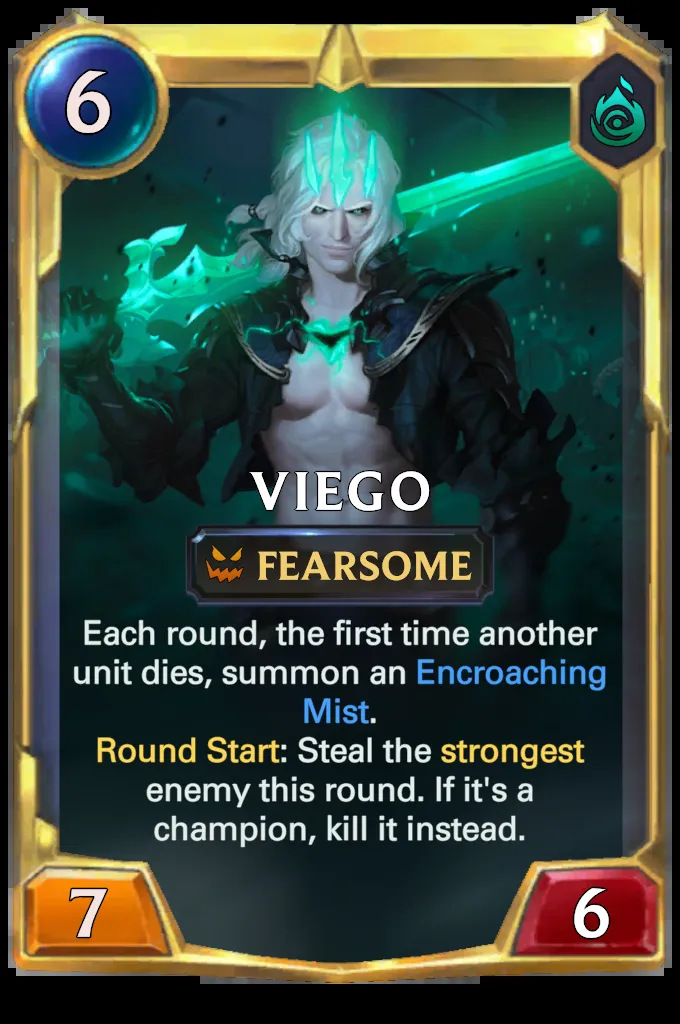 6
VIEGO
FEARSOME
Each round, the first time another
unit dies, summon an Encroaching
Mist.
Round Start: Steal the strongest
enemy this round. If it's a
champion, kill it instead.
7
6